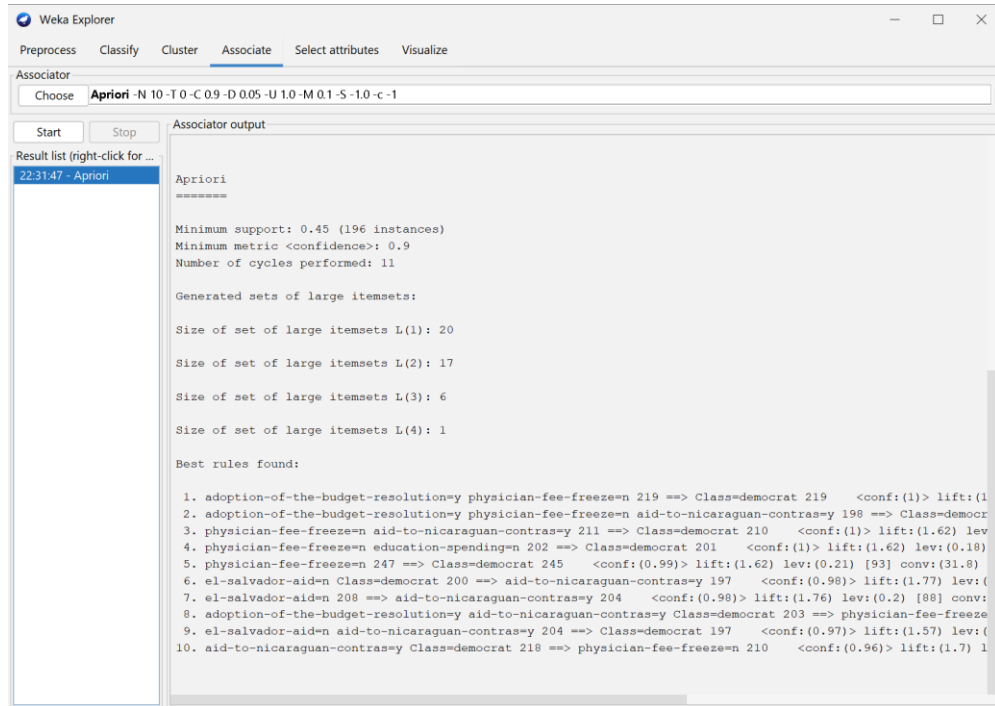 Weka Explorer
Preprocess Classify Cluster Associate Select attributes Visualize
Associator
Choose Apriori -N 10 -T 0 -C 0.9 -D 0.05 -U 1.0 -M 0.1 -S -1.0 -c -1
Start Stop
Result list (right-click for ...
22:31:47 - Apriori
Associator output
Apriori
=======
Minimum support: 0.45 (196 instances)
Minimum metric <confidence>: 0.9
Number of cycles performed: 11
Generated sets of large itemsets:
Size of set of large itemsets L(1): 20
Size of set of large itemsets L(2): 17
Size of set of large itemsets L(3): 6
Size of set of large itemsets L(4): 1
Best rules found:
1. adoption-of-the-budget-resolution=y physician-fee-freeze=n 219 ==> Class=democrat 219 <conf:(1)> lift:(1
2. adoption-of-the-budget-resolution=y physician-fee-freeze=n aid-to-nicaraguan-contras=y 198 ==> Class=democr
3. physician-fee-freeze=n aid-to-nicaraguan-contras=y 211 ==> Class=democrat 210 <conf:(1)> lift:(1.62) lev
4. physician-fee-freeze=n education-spending=n 202 ==> Class=democrat 201 <conf:(1)> lift:(1.62) lev:(0.18)
5. physician-fee-freeze=n 247 ==> Class=democrat 245 <conf:(0.99)> lift:(1.62) lev:(0.21) [93] conv:(31.8)
6. el-salvador-aid=n Class=democrat 200 ==> aid-to-nicaraguan-contras=y 197 <conf:(0.98)> lift:(1.77) lev:(
7. el-salvador-aid=n 208 ==> aid-to-nicaraguan-contras=y 204 <conf:(0.98)> lift:(1.76) lev:(0.2) [88] conv:
8. adoption-of-the-budget-resolution=y aid-to-nicaraguan-contras=y Class=democrat 203 ==> physician-fee-freeze
9. el-salvador-aid=n aid-to-nicaraguan-contras=y 204 ==> Class=democrat 197 <conf:(0.97)> lift:(1.57) lev:(
10. aid-to-nicaraguan-contras=y Class=democrat 218 ==> physician-fee-freeze=n 210 <conf:(0.96)> lift:(1.7) l